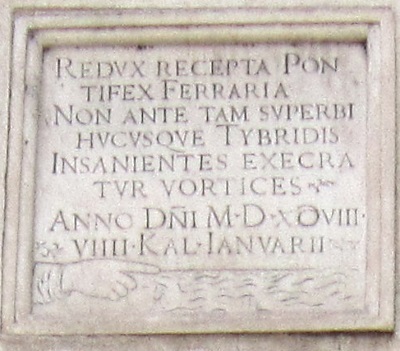 REDVX RECEPTA PON
TIFEX FERRARIA
NON ANTE TAM SVPERBI
HVCVSQVE TYBRIDIS
INSANIENTES EXECRA
TVR VORTICES
ANNO DÑI M·D·XCVIII·
VIIII·KAL·IANVARII